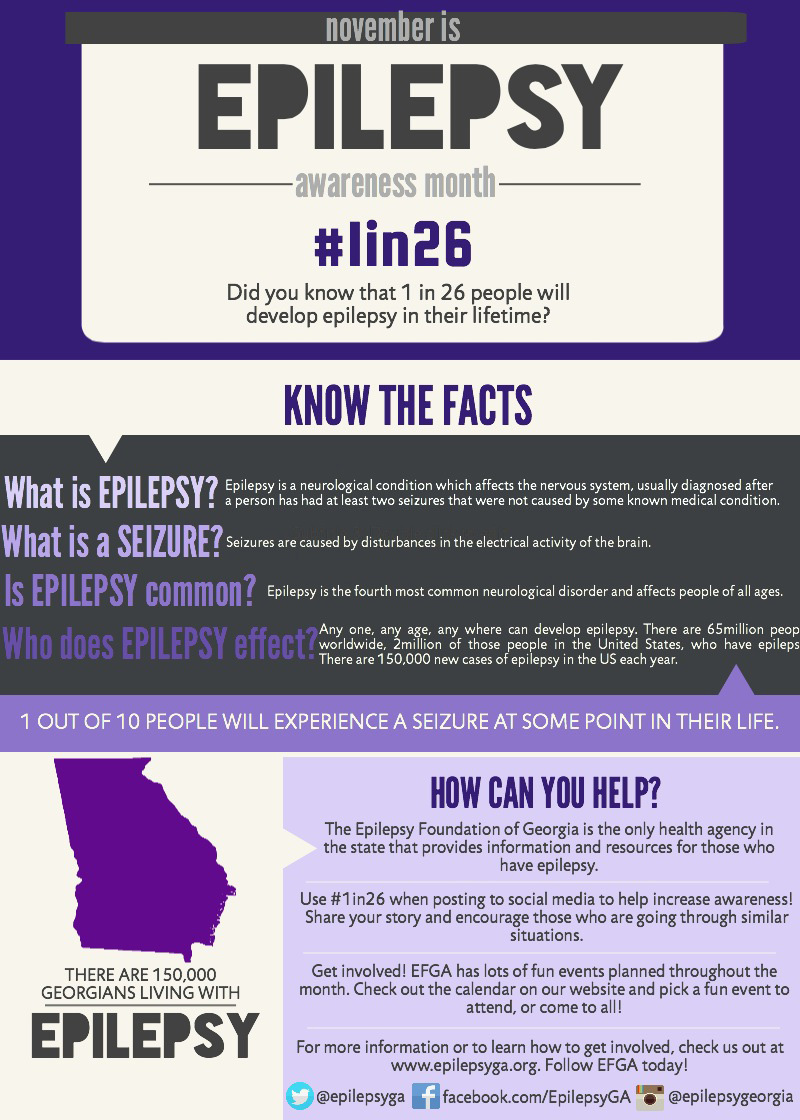 november is
EPILEPSY
awareness month
#1in26
Did you know that 1 in 26 people will
develop epilepsy in their lifetime?
KNOW THE FACTS
What is EPILEPSY?
Epilepsy is a neurological condition which affects the nervous system, usually diagnosed after
a person has had at least two seizures that were not caused by some known medical condition.
What is a SEIZURE?
Seizures are caused by disturbances in the electrical activity of the brain.
Is EPILEPSY common?
Epilepsy is the fourth most common neurological disorder and affects people of all ages.
Who does EPILEPSY effect?
Any one, any age, any where can develop epilepsy. There are 65million peop
worldwide, 2million of those people in the United States, who have epileps
There are 150,000 new cases of epilepsy in the US each year.
1 OUT OF 10 PEOPLE WILL EXPERIENCE A SEIZURE AT SOME POINT IN THEIR LIFE.
THERE ARE 150,000
GEORGIANS LIVING WITH
EPILEPSY
HOW CAN YOU HELP?
The Epilepsy Foundation of Georgia is the only health agency in
the state that provides information and resources for those who
have epilepsy.
Use #1in26 when posting to social media to help increase awareness!
Share your story and encourage those who are going through similar
situations.
Get involved! EFGA has lots of fun events planned throughout the
month. Check out the calendar on our website and pick a fun event to
attend, or come to all!
For more information or to learn how to get involved, check us out at
www.epilepsyga.org. Follow EFGA today!
@epilepsyga facebook.com/EpilepsyGA @epilepsygeorgia